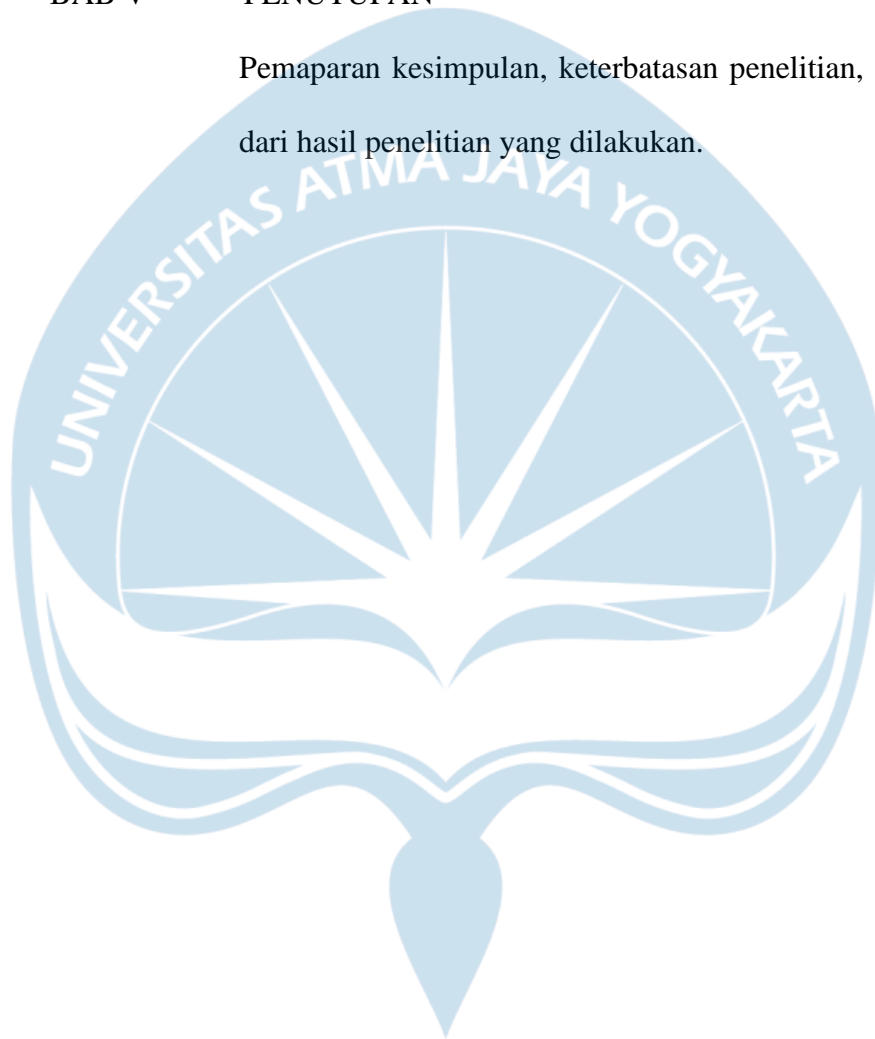 BAB V PENUTUPAN
Pemaparan kesimpulan, keterbatasan penelitian,
dari hasil penelitian yang dilakukan.
UNIVERSITAS ATMA JAYA YOGYAKARTA